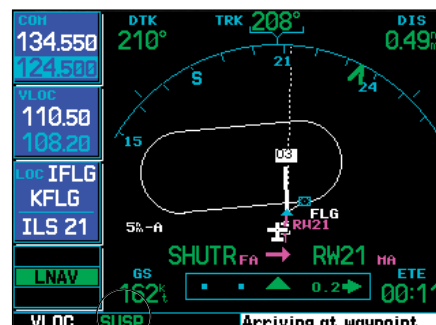 COM
134.550
124.500
VLOC
110.50
108.20
LOC IFLG
KFLG
ILS 21
LNAV
VLOC
SUSP
DTK
210°
TRK 208°
DIS
0.49
21
S
24
15
03
5-A
FLG
RW21
SHUTR FA RW21 MA
GS
162
0.2
ETE
00:11
Arriving at waypoint